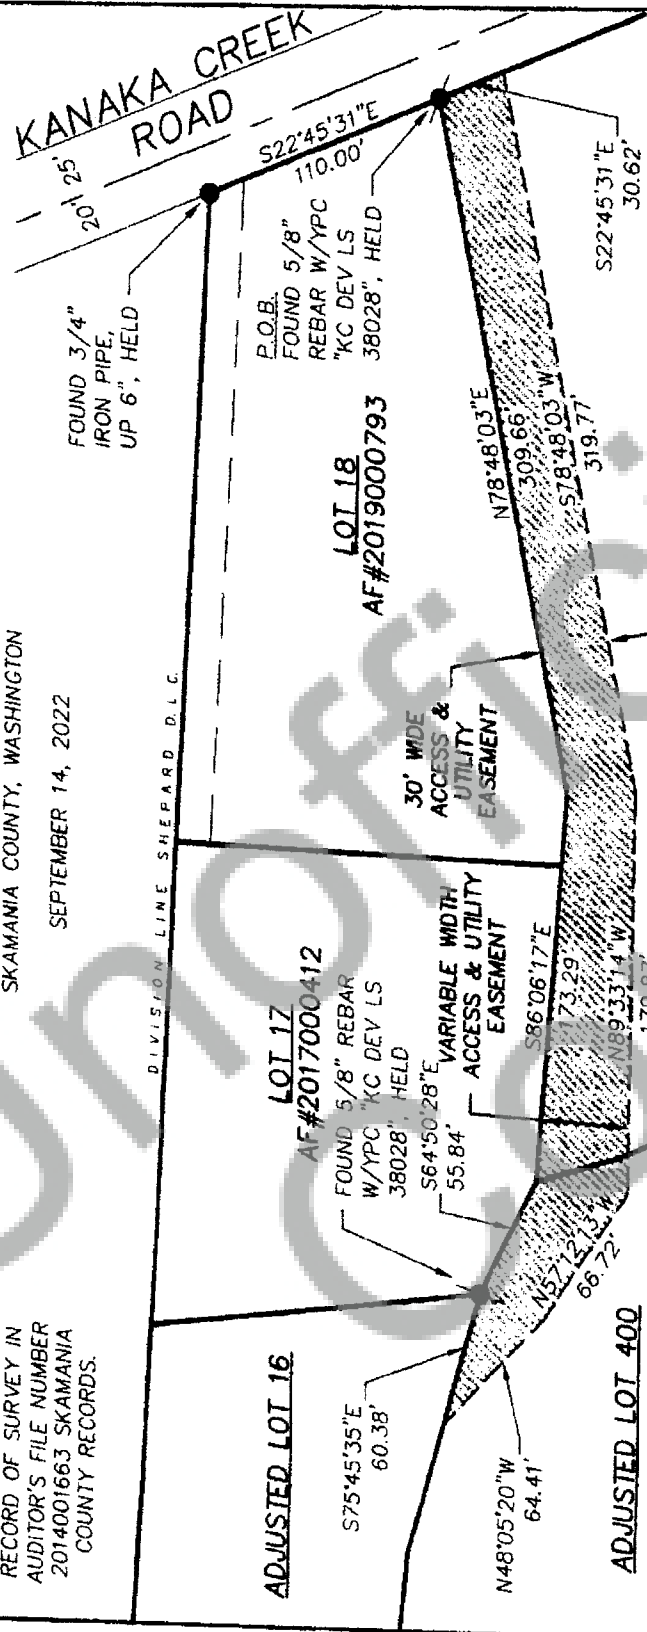 KANAKA CREEK
ROAD
20' 25'
S22°45'31"E
110.00'
FOUND 3/4"
IRON PIPE,
UP 6", HELD
P.O.B.
FOUND 5/8"
REBAR W/YPC
"KC DEV LS
38028", HELD
S22°45'31"E
30.62'
LOT 18
AF#2019000793
N78°48'03"E
309.66'
S78°48'03"W
319.77'
30' WIDE
ACCESS &
UTILITY
EASEMENT
SKAMANIA COUNTY, WASHINGTON
SEPTEMBER 14, 2022
DIVISION LINE SHEPARD D.L.C.
LOT 17
AF#2017000412
FOUND 5/8" REBAR
W/YPC "KC DEV LS
38028", HELD
S64°50'28"E
55.84'
VARIABLE WIDTH
ACCESS & UTILITY
EASEMENT
S86°06'17"E
173.29'
N89°33'14"W
N57°12'13"W
66.72'
RECORD OF SURVEY IN
AUDITOR'S FILE NUMBER
2014001663 SKAMANIA
COUNTY RECORDS.
ADJUSTED LOT 16
S75°45'35"E
60.38'
N48°05'20"W
64.41'
ADJUSTED LOT 400